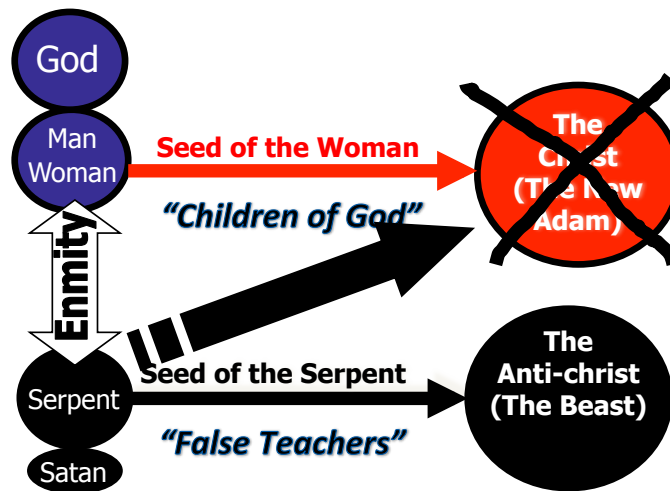 God
Man
Woman
Seed of the Woman
The
Christ
(The New
Adam)
“Children of God”
Enmity
Serpent
Seed of the Serpent
The
Anti-christ
(The Beast)
“False Teachers”
Satan